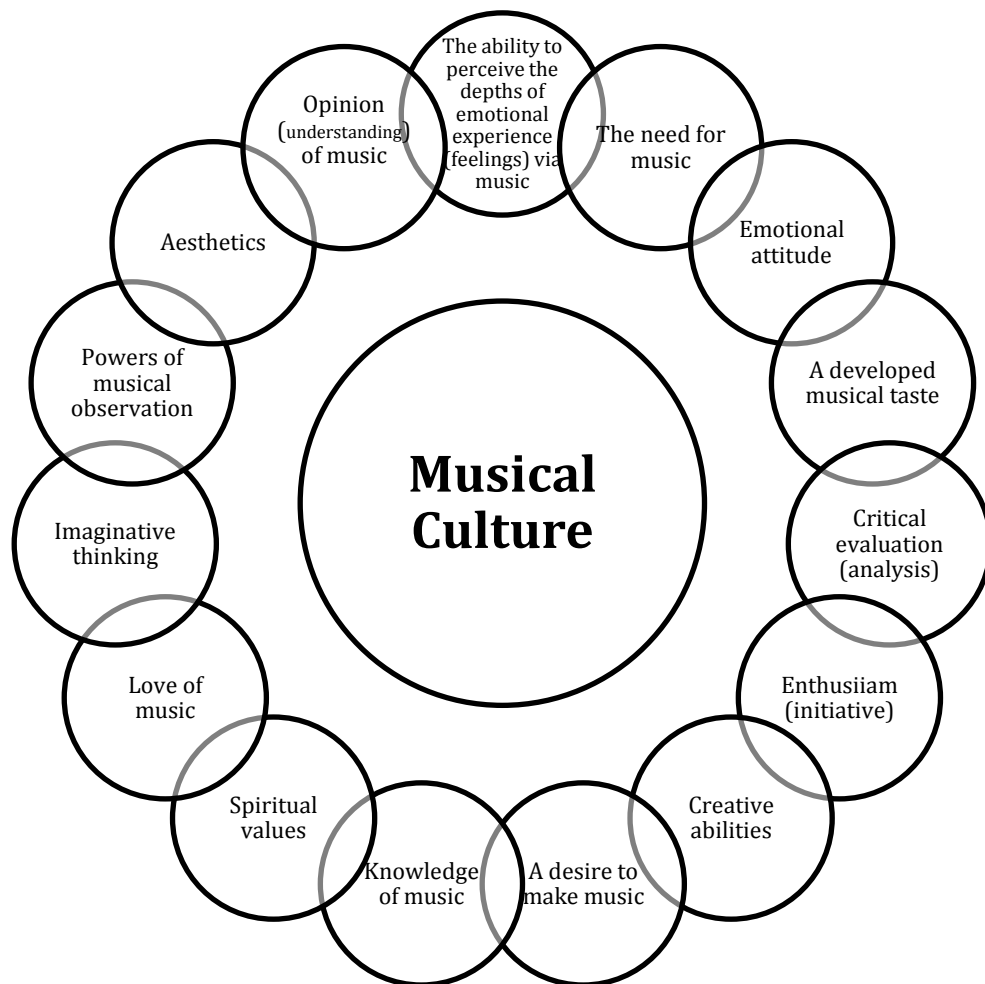 The ability to
perceive the
depths of
emotional
experience
(feelings) via
music
The need for
music
Emotional
attitude
A developed
musical taste
Critical
evaluation
(analysis)
Enthusiiam
(initiative)
Creative
abilities
A desire to
make music
Knowledge
of music
Spiritual
values
Love of
music
Imaginative
thinking
Powers of
musical
observation
Aesthetics
Opinion
(understanding)
of music
Musical
Culture